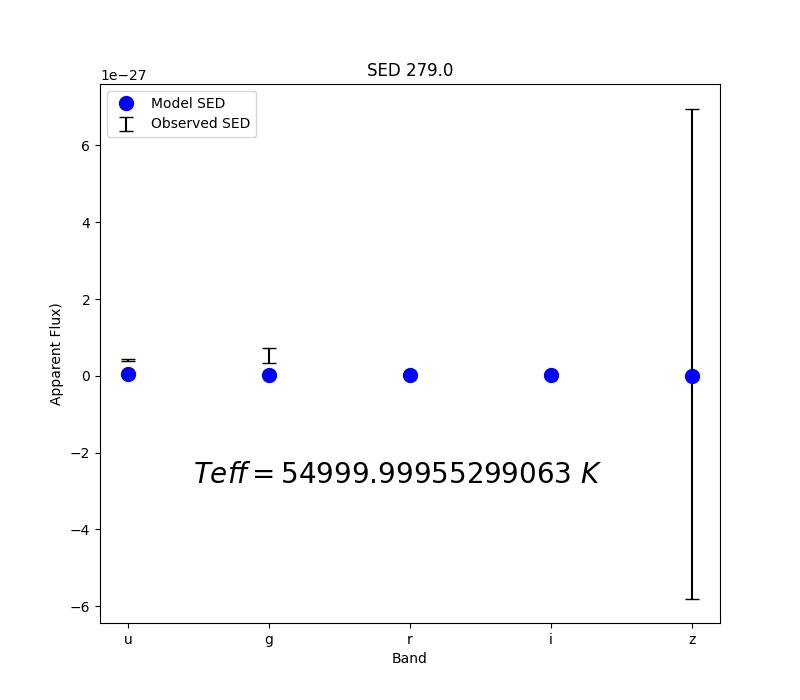 SED 279.0
1e−27
Model SED
Observed SED
6
4
2
0
−2
−4
−6
Apparent Flux)
Teff = 54999.99955299063 K
u g r i z
Band